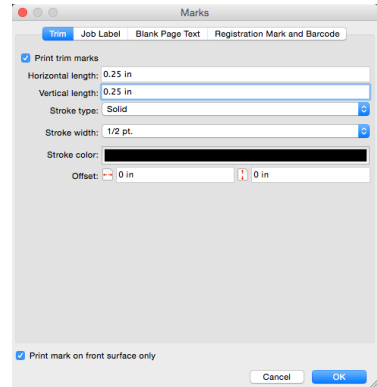 Marks
Trim Job Label Blank Page Text Registration Mark and Barcode
Print trim marks
Horizontal length: 0.25 in
Vertical length: 0.25 in
Stroke type: Solid
Stroke width: 1/2 pt.
Stroke color:
Offset: 0 in 0 in
Print mark on front surface only
Cancel OK